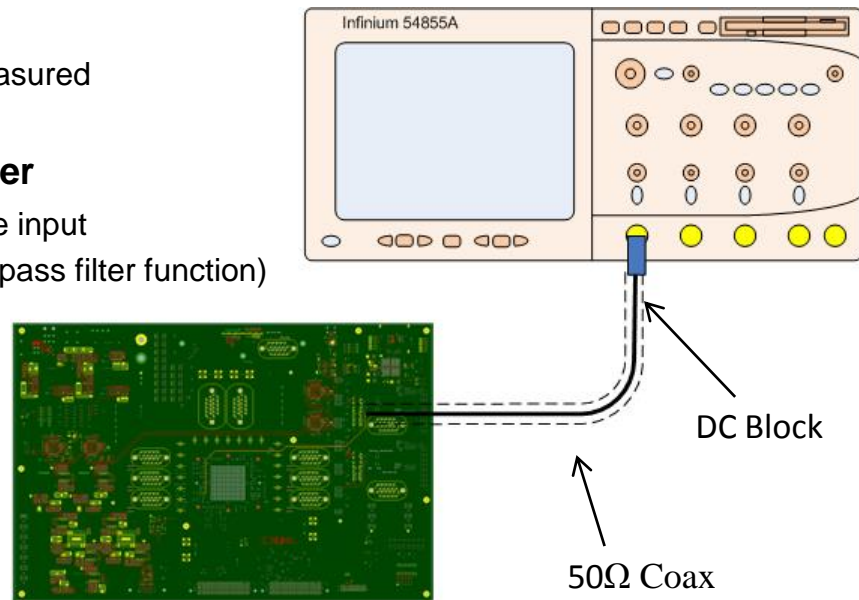 Infinium 54855A
asured
er
e input
pass filter function)
DC Block
50Ω Coax